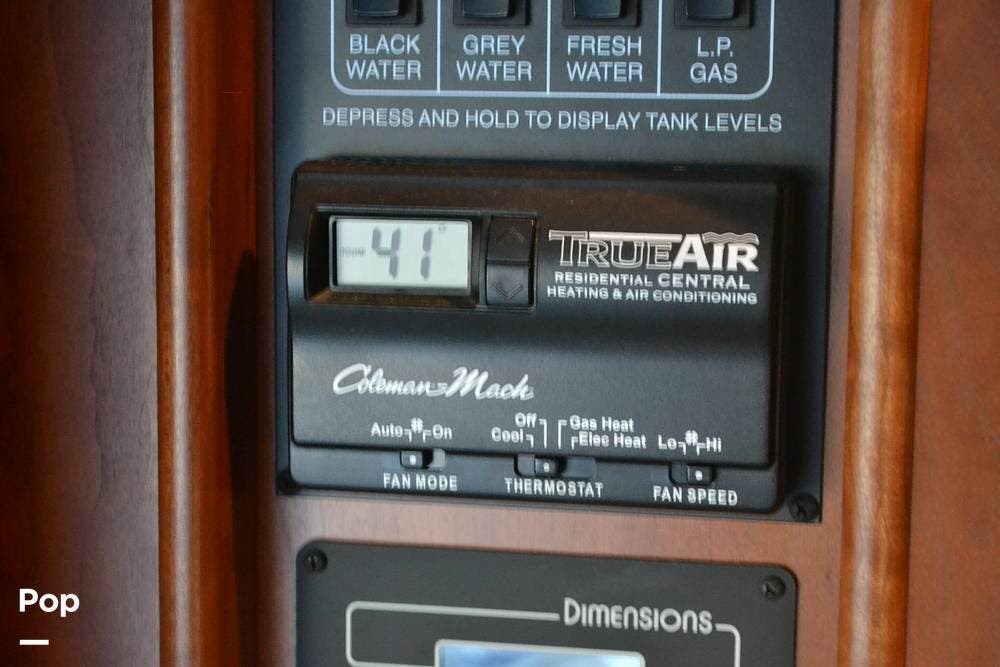 BLACK WATER
GREY WATER
FRESH WATER
L.P. GAS
DEPRESS AND HOLD TO DISPLAY TANK LEVELS
ROOM 41°
TRUEAIR
RESIDENTIAL CENTRAL
HEATING & AIR CONDITIONING
Coleman-Mach
Auto On
Off Gas Heat
Cool Elec Heat
Lo Hi
FAN MODE
THERMOSTAT
FAN SPEED
DIMENSIONS
Pop